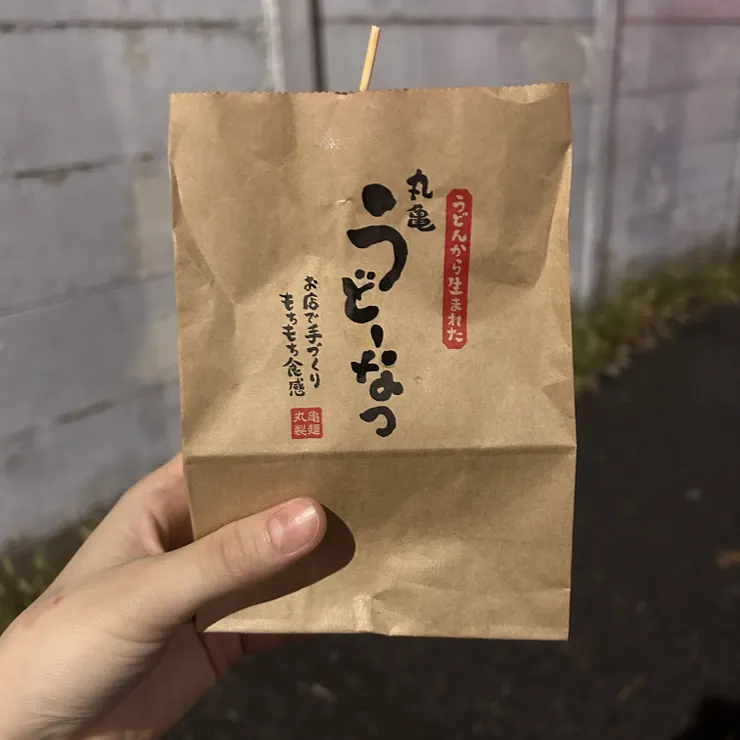 うどんから生まれた
丸亀
うどーなつ
お店で手づくり
もちもち食感
丸亀
製麺